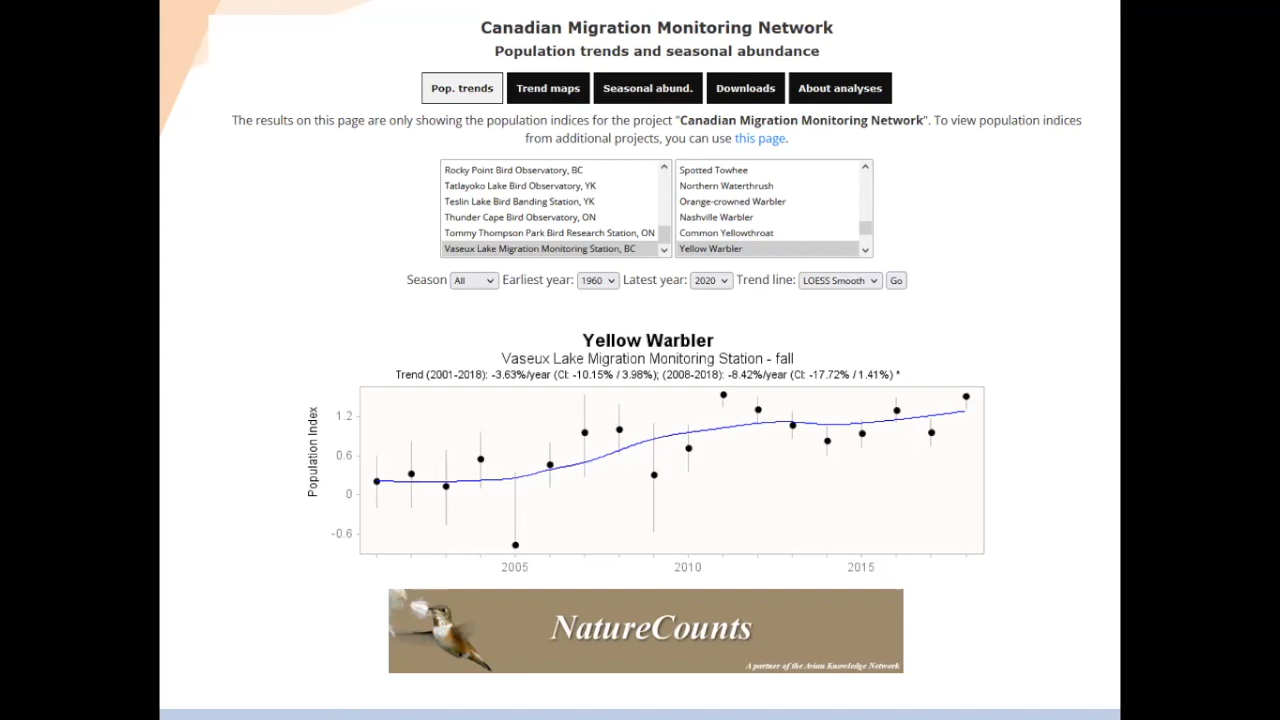 Canadian Migration Monitoring Network
Population trends and seasonal abundance
Pop. trends Trend maps Seasonal abund. Downloads About analyses
The results on this page are only showing the population indices for the project "Canadian Migration Monitoring Network". To view population indices
from additional projects, you can use this page.
Rocky Point Bird Observatory, BC
Tatlayoko Lake Bird Observatory, YK
Teslin Lake Bird Banding Station, YK
Thunder Cape Bird Observatory, ON
Tommy Thompson Park Bird Research Station, ON
Vaseux Lake Migration Monitoring Station, BC
Spotted Towhee
Northern Waterthrush
Orange-crowned Warbler
Nashville Warbler
Common Yellowthroat
Yellow Warbler
Season All Earliest year: 1960 Latest year: 2020 Trend line: LOESS Smooth Go
Yellow Warbler
Vaseux Lake Migration Monitoring Station - fall
Trend (2001-2018): -3.63%/year (CI: -10.15% / 3.98%); (2008-2018): -8.42%/year (CI: -17.72% / 1.41%) *
Population Index
1.2
0.6
0
-0.6
2005 2010 2015
NatureCounts
A partner of the Avian Knowledge Network